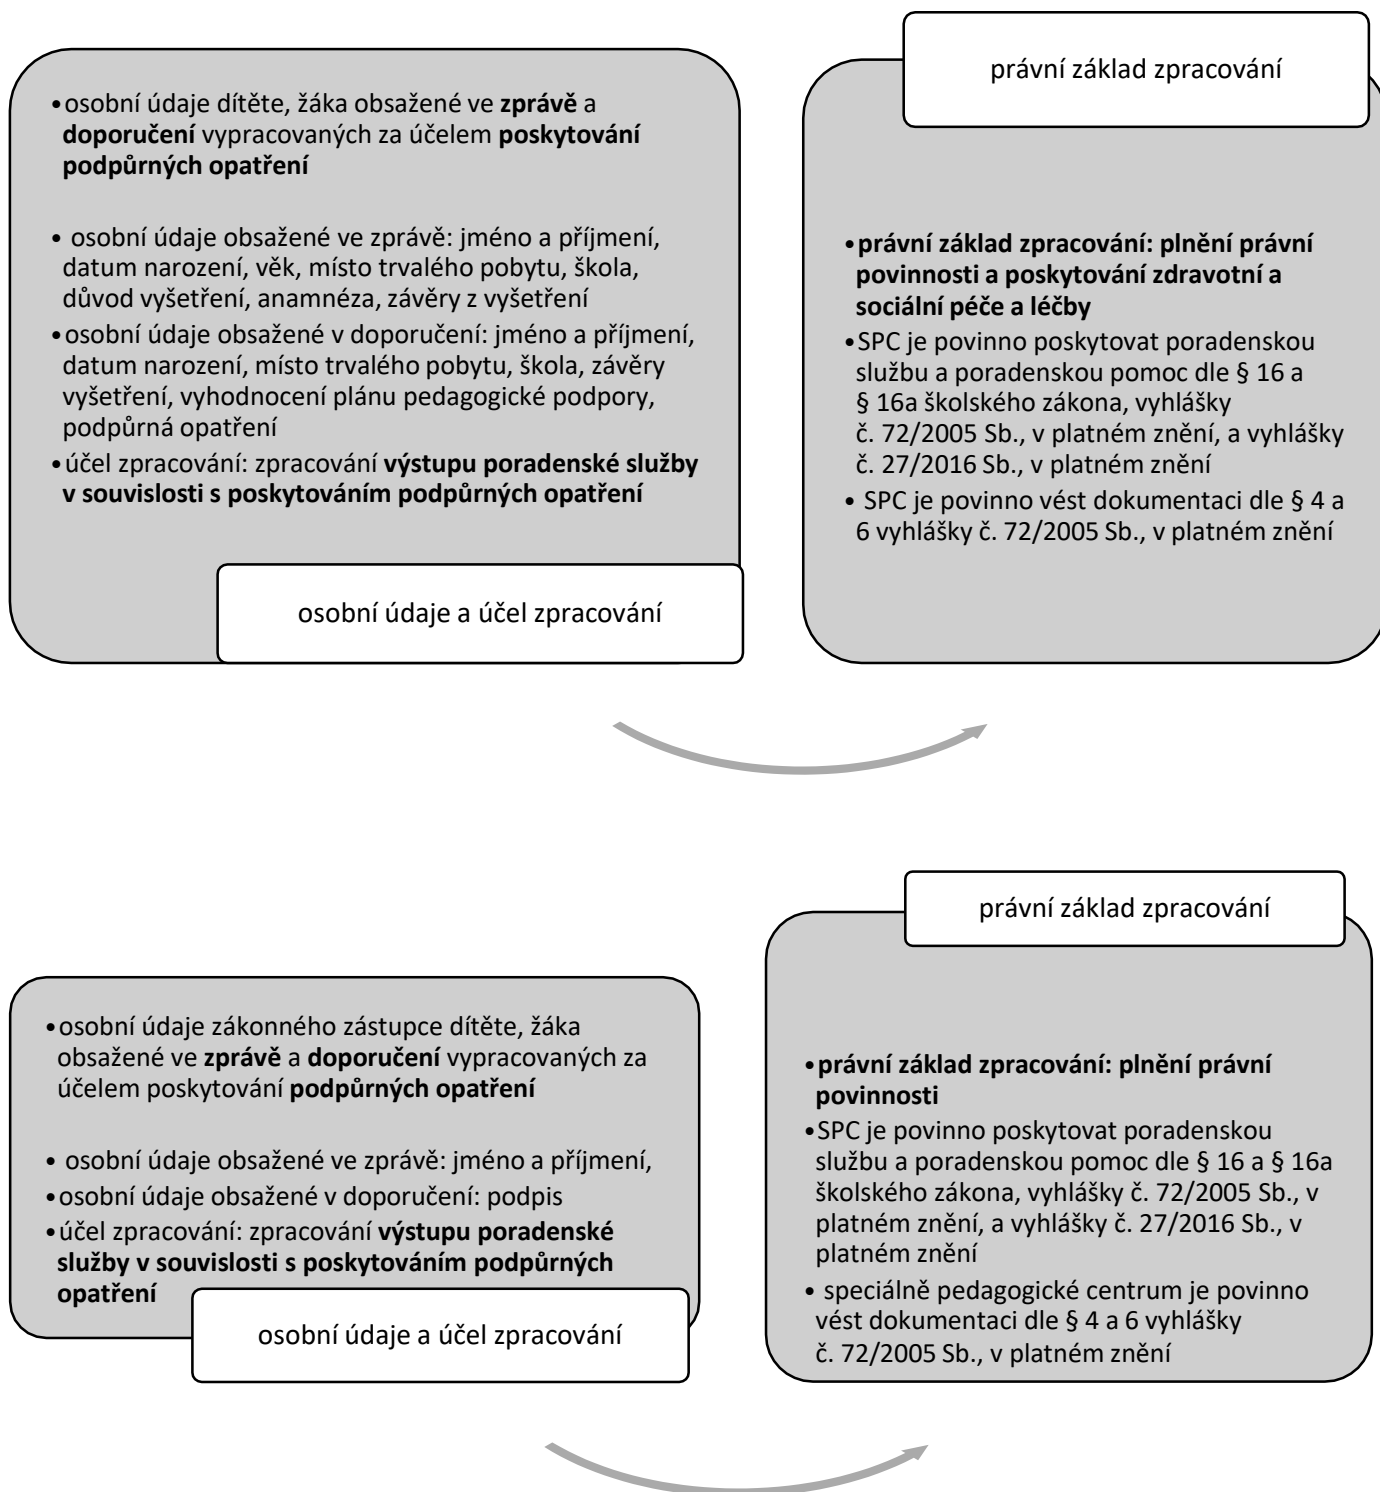 •osobní údaje dítěte, žáka obsažené ve zprávě a
doporučení vypracovaných za účelem poskytování
podpůrných opatření
• osobní údaje obsažené ve zprávě: jméno a příjmení,
datum narození, věk, místo trvalého pobytu, škola,
důvod vyšetření, anamnéza, závěry z vyšetření
•osobní údaje obsažené v doporučení: jméno a příjmení,
datum narození, místo trvalého pobytu, škola, závěry
vyšetření, vyhodnocení plánu pedagogické podpory,
podpůrná opatření
•účel zpracování: zpracování výstupu poradenské služby
v souvislosti s poskytováním podpůrných opatření
osobní údaje a účel zpracování
právní základ zpracování
•právní základ zpracování: plnění právní
povinnosti a poskytování zdravotní a
sociální péče a léčby
•SPC je povinno poskytovat poradenskou
službu a poradenskou pomoc dle § 16 a
§ 16a školského zákona, vyhlášky
č. 72/2005 Sb., v platném znění, a vyhlášky
č. 27/2016 Sb., v platném znění
• SPC je povinno vést dokumentaci dle § 4 a
6 vyhlášky č. 72/2005 Sb., v platném znění
•osobní údaje zákonného zástupce dítěte, žáka
obsažené ve zprávě a doporučení vypracovaných za
účelem poskytování podpůrných opatření
• osobní údaje obsažené ve zprávě: jméno a příjmení,
•osobní údaje obsažené v doporučení: podpis
•účel zpracování: zpracování výstupu poradenské
služby v souvislosti s poskytováním podpůrných
opatření
osobní údaje a účel zpracování
právní základ zpracování
•právní základ zpracování: plnění právní
povinnosti
•SPC je povinno poskytovat poradenskou
službu a poradenskou pomoc dle § 16 a § 16a
školského zákona, vyhlášky č. 72/2005 Sb., v
platném znění, a vyhlášky č. 27/2016 Sb., v
platném znění
• speciálně pedagogické centrum je povinno
vést dokumentaci dle § 4 a 6 vyhlášky
č. 72/2005 Sb., v platném znění